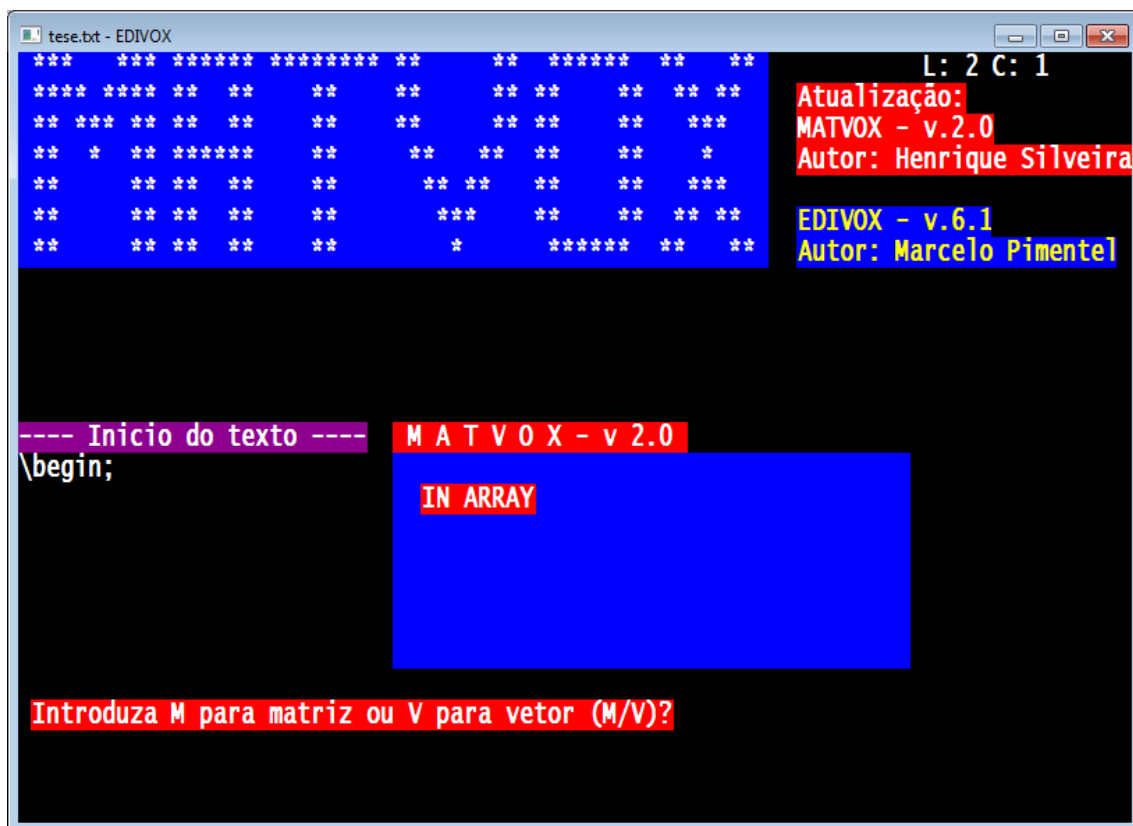 tese.txt - EDIVOX
*** *** ****** ******** ** ** ****** ** **
**** **** ** ** ** ** ** ** ** ** **
** *** ** ** ** ** ** ** ** ** ***
** * ** ****** ** ** ** ** ** *
** ** ** ** ** ** ** ** ** ***
** ** ** ** ** *** ** ** ** **
** ** ** ** ** * ****** ** **
L: 2 C: 1
Atualização:
MATVOX - v.2.0
Autor: Henrique Silveira
EDIVOX - v.6.1
Autor: Marcelo Pimentel
---- Inicio do texto ----
\begin;
M A T V O X - v 2.0
IN ARRAY
Introduza M para matriz ou V para vetor (M/V)?